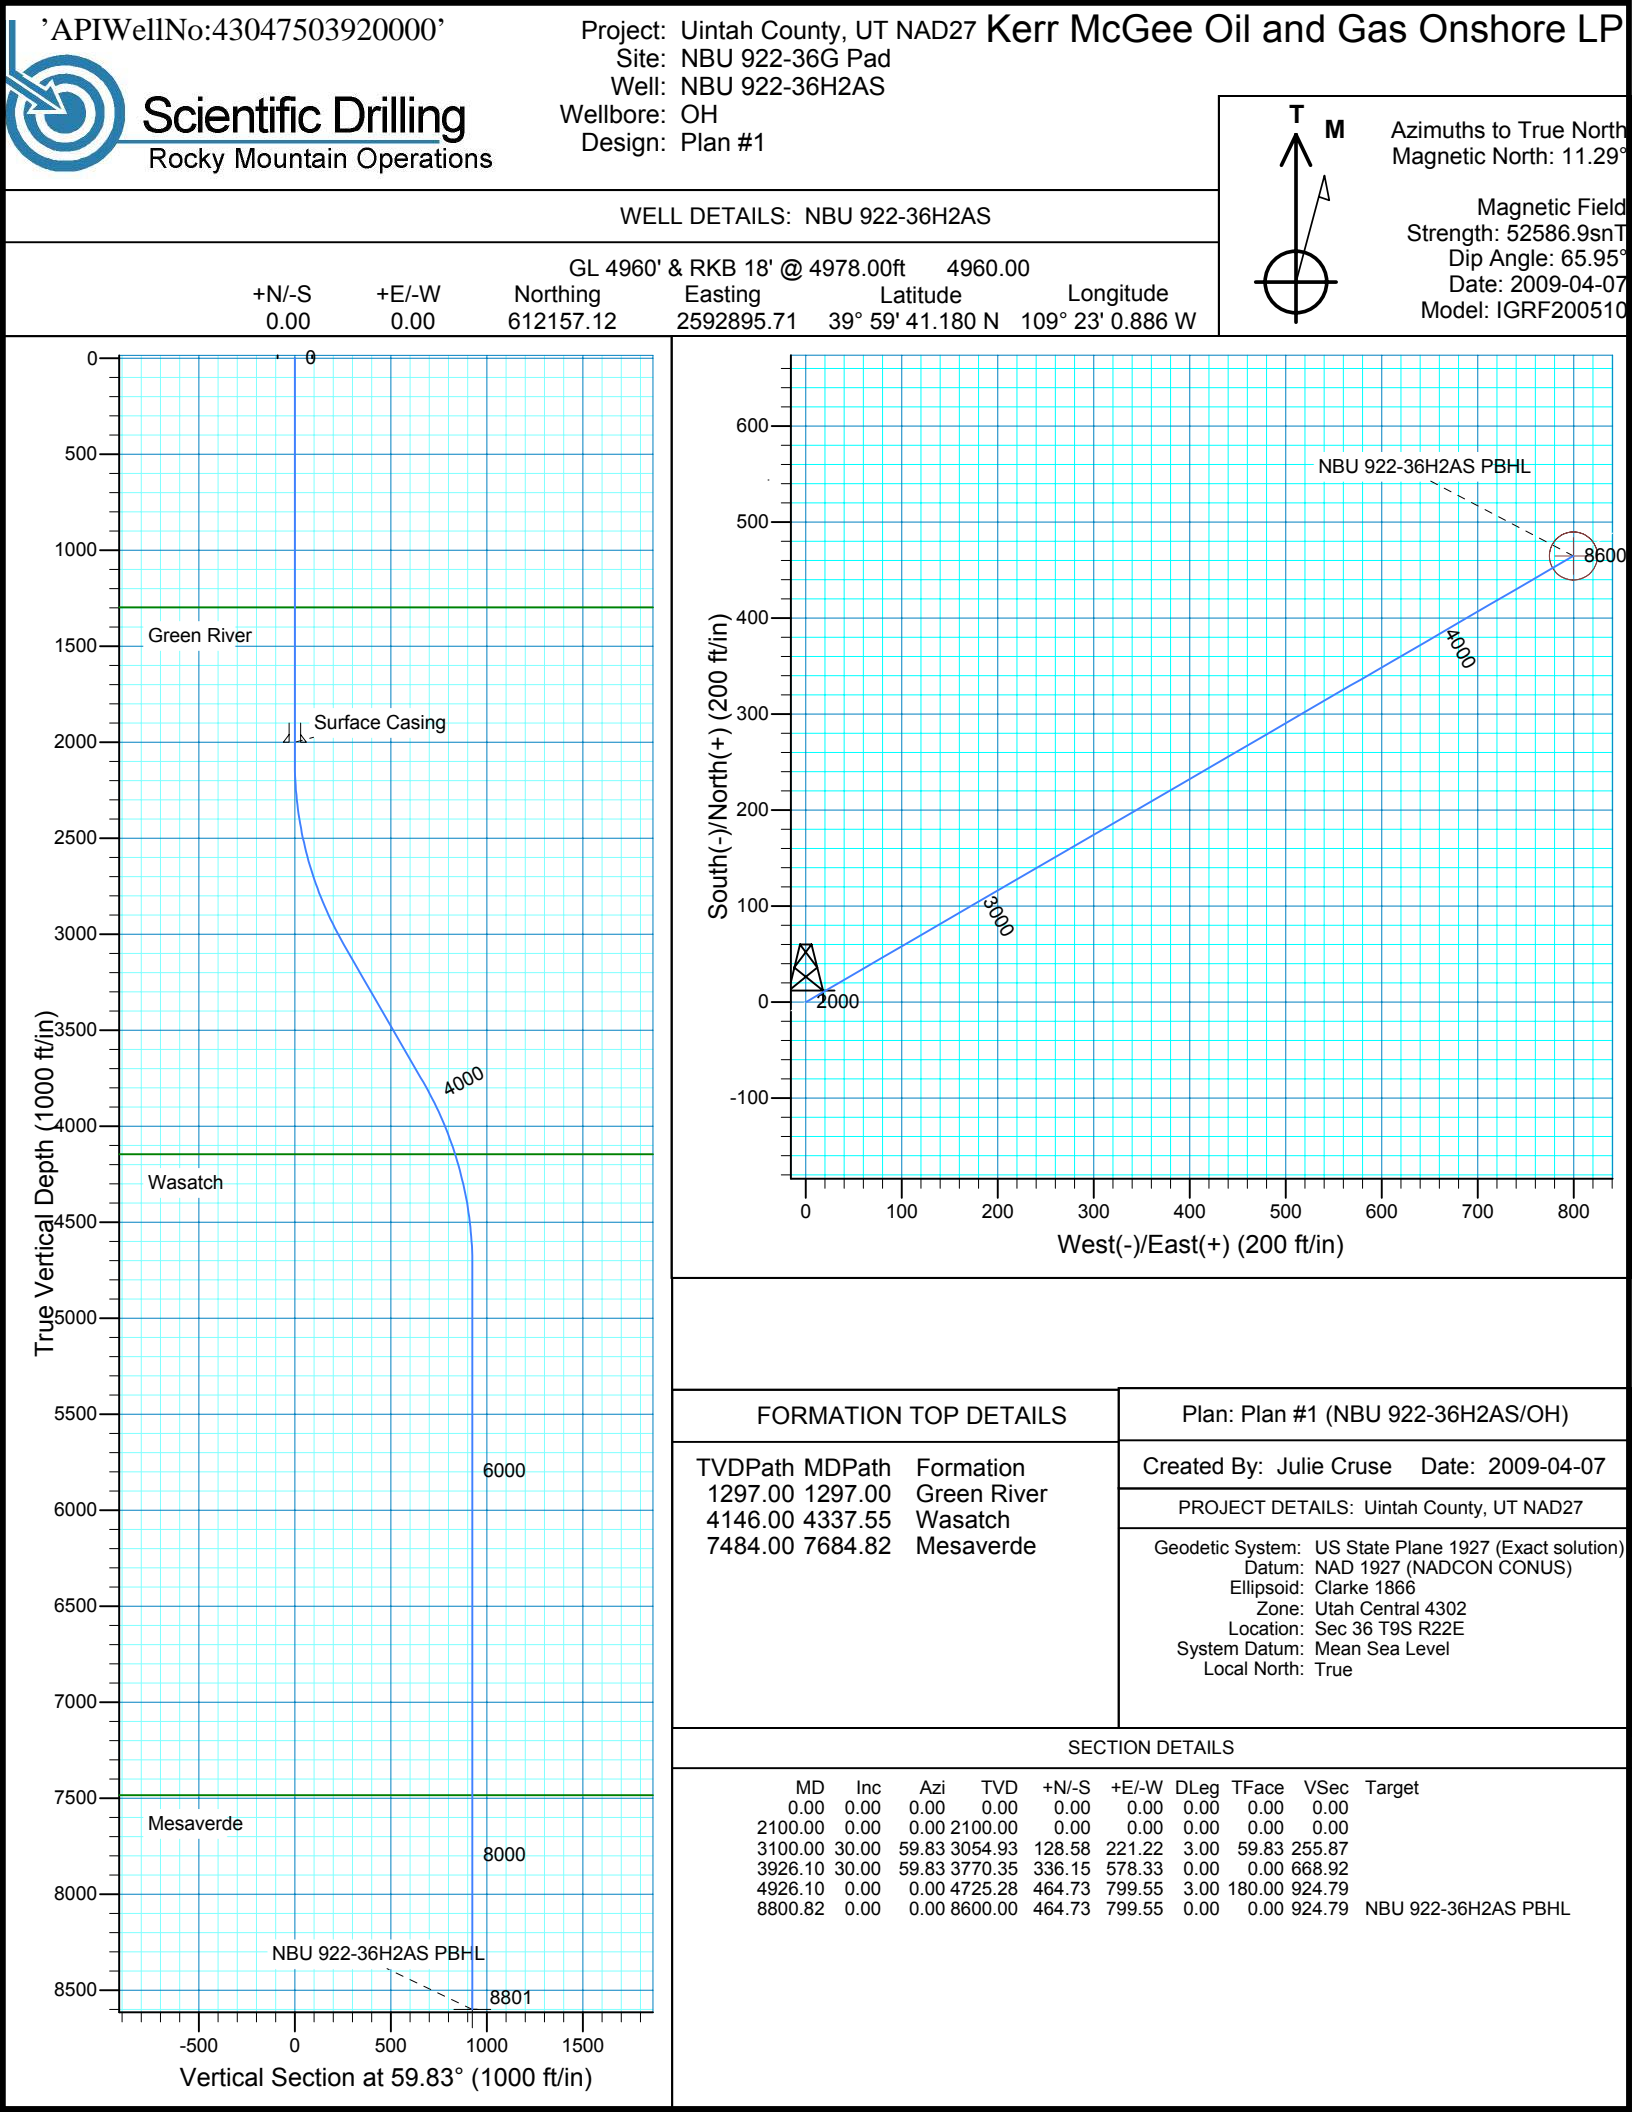 'APIWellNo:43047503920000'
Scientific Drilling
Rocky Mountain Operations
Project: Uintah County, UT NAD27
Site: NBU 922-36G Pad
Well: NBU 922-36H2AS
Wellbore: OH
Design: Plan #1
Kerr McGee Oil and Gas Onshore LP
T
M
Azimuths to True North
Magnetic North: 11.29°
Magnetic Field
Strength: 52586.9snT
Dip Angle: 65.95°
Date: 2009-04-07
Model: IGRF200510
WELL DETAILS: NBU 922-36H2AS
GL 4960' & RKB 18' @ 4978.00ft 4960.00
+N/-S +E/-W Northing Easting Latitude Longitude
0.00 0.00 612157.12 2592895.71 39° 59' 41.180 N 109° 23' 0.886 W
0
500
1000
1500
2000
2500
3000
3500
4000
4500
5000
5500
6000
6500
7000
7500
8000
8500
True Vertical Depth (1000 ft/in)
0
Green River
Surface Casing
4000
Wasatch
6000
Mesaverde
8000
NBU 922-36H2AS PBHL
8801
-500 0 500 1000 1500
Vertical Section at 59.83° (1000 ft/in)
600
500
400
300
200
100
0
-100
South(-)/North(+) (200 ft/in)
NBU 922-36H2AS PBHL
8600
4000
3000
2000
0 100 200 300 400 500 600 700 800
West(-)/East(+) (200 ft/in)
FORMATION TOP DETAILS
TVDPath MDPath Formation
1297.00 1297.00 Green River
4146.00 4337.55 Wasatch
7484.00 7684.82 Mesaverde
Plan: Plan #1 (NBU 922-36H2AS/OH)
Created By: Julie Cruse Date: 2009-04-07
PROJECT DETAILS: Uintah County, UT NAD27
Geodetic System: US State Plane 1927 (Exact solution)
Datum: NAD 1927 (NADCON CONUS)
Ellipsoid: Clarke 1866
Zone: Utah Central 4302
Location: Sec 36 T9S R22E
System Datum: Mean Sea Level
Local North: True
SECTION DETAILS
MD Inc Azi TVD +N/-S +E/-W DLeg TFace VSec Target
0.00 0.00 0.00 0.00 0.00 0.00 0.00 0.00 0.00
2100.00 0.00 0.00 2100.00 0.00 0.00 0.00 0.00 0.00
3100.00 30.00 59.83 3054.93 128.58 221.22 3.00 59.83 255.87
3926.10 30.00 59.83 3770.35 336.15 578.33 0.00 0.00 668.92
4926.10 0.00 0.00 4725.28 464.73 799.55 3.00 180.00 924.79
8800.82 0.00 0.00 8600.00 464.73 799.55 0.00 0.00 924.79 NBU 922-36H2AS PBHL